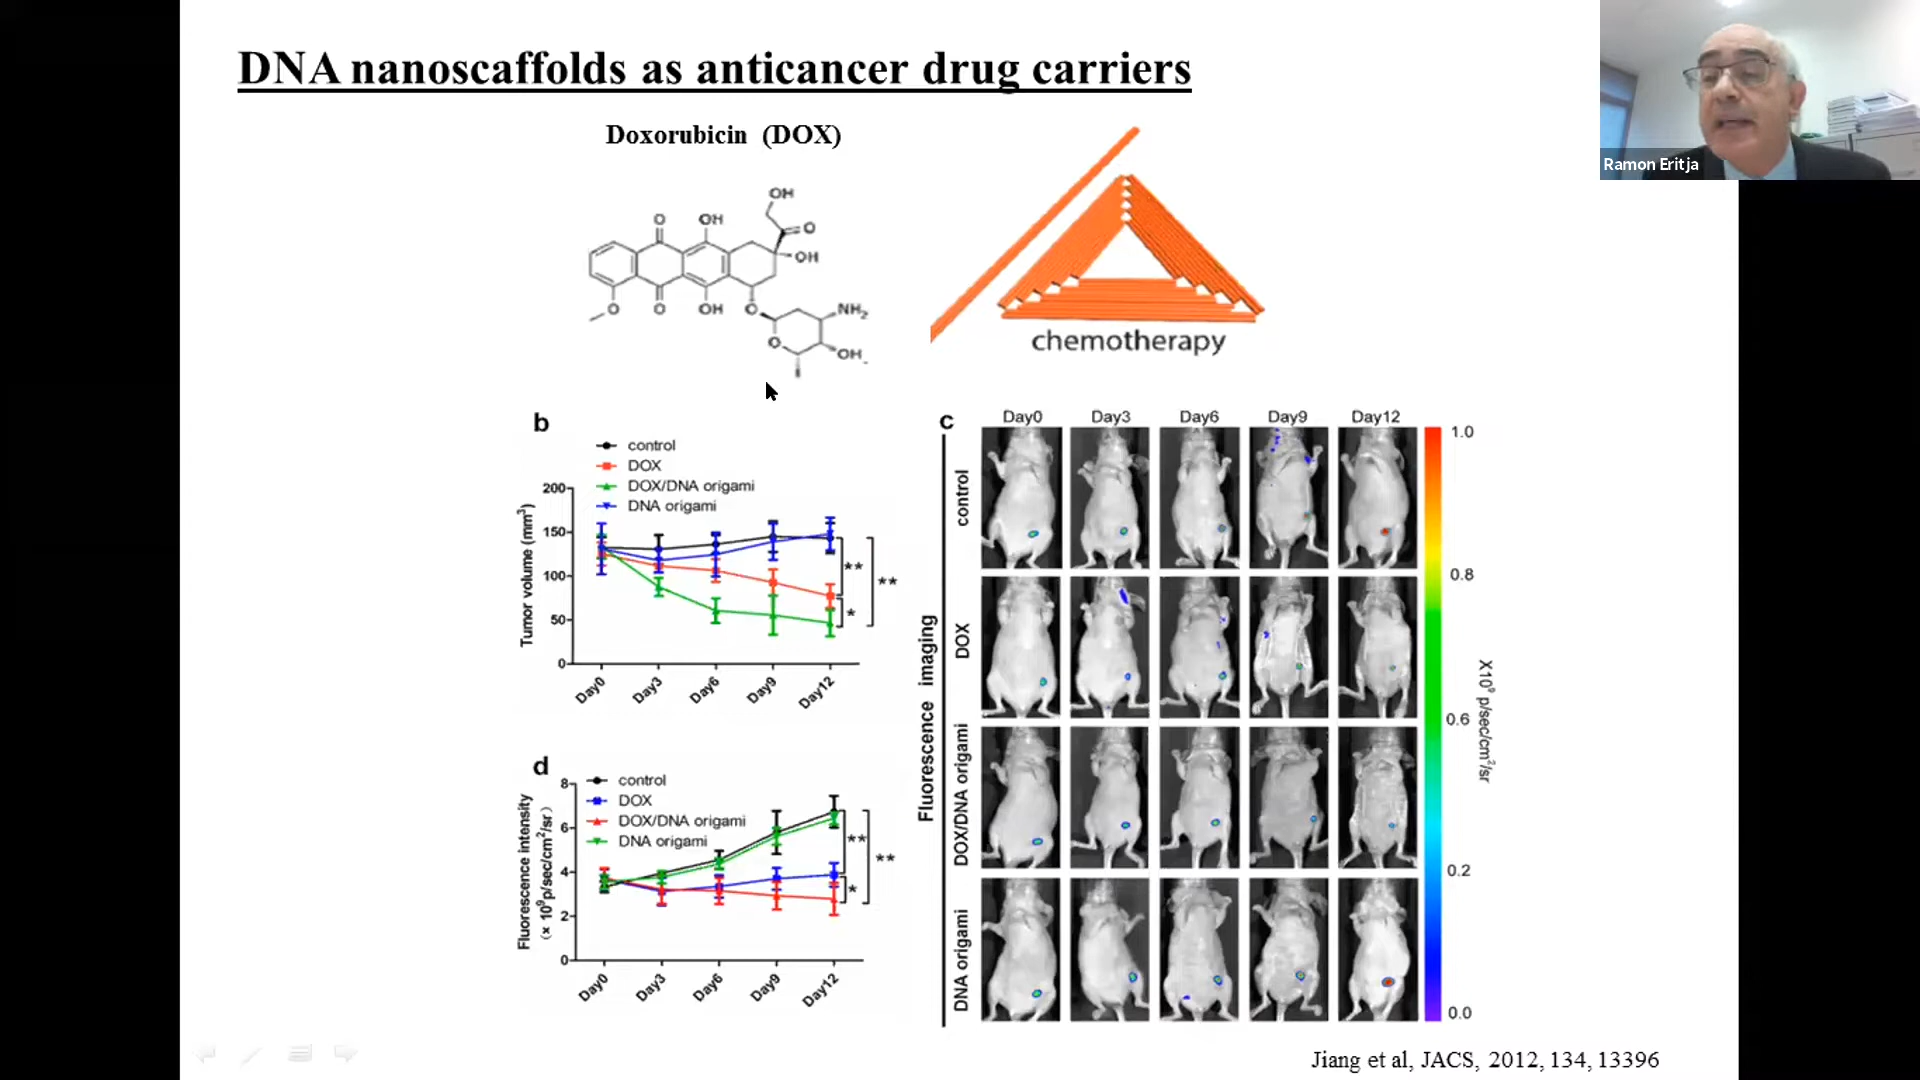 DNA nanoscaffolds as anticancer drug carriers
Ramon Eritja
Doxorubicin (DOX)
OH
O
OH
O
OH
O
O
OH
O
NH2
O
OH
chemotherapy
b
control
DOX
DOX/DNA origami
DNA origami
Tumor volume (mm3)
200
150
100
50
0
**
**
*
Day0
Day3
Day6
Day9
Day12
c
Day0
Day3
Day6
Day9
Day12
Fluorescence imaging
control
DOX
DOX/DNA origami
DNA origami
1.0
0.8
0.6
0.2
0.0
X10⁹ p/sec/cm²/sr
d
control
DOX
DOX/DNA origami
DNA origami
Fluorescence intensity
(× 10⁹p/sec/cm²/sr)
8
6
4
2
0
**
**
*
Day0
Day3
Day6
Day9
Day12
Jiang et al, JACS, 2012, 134, 13396